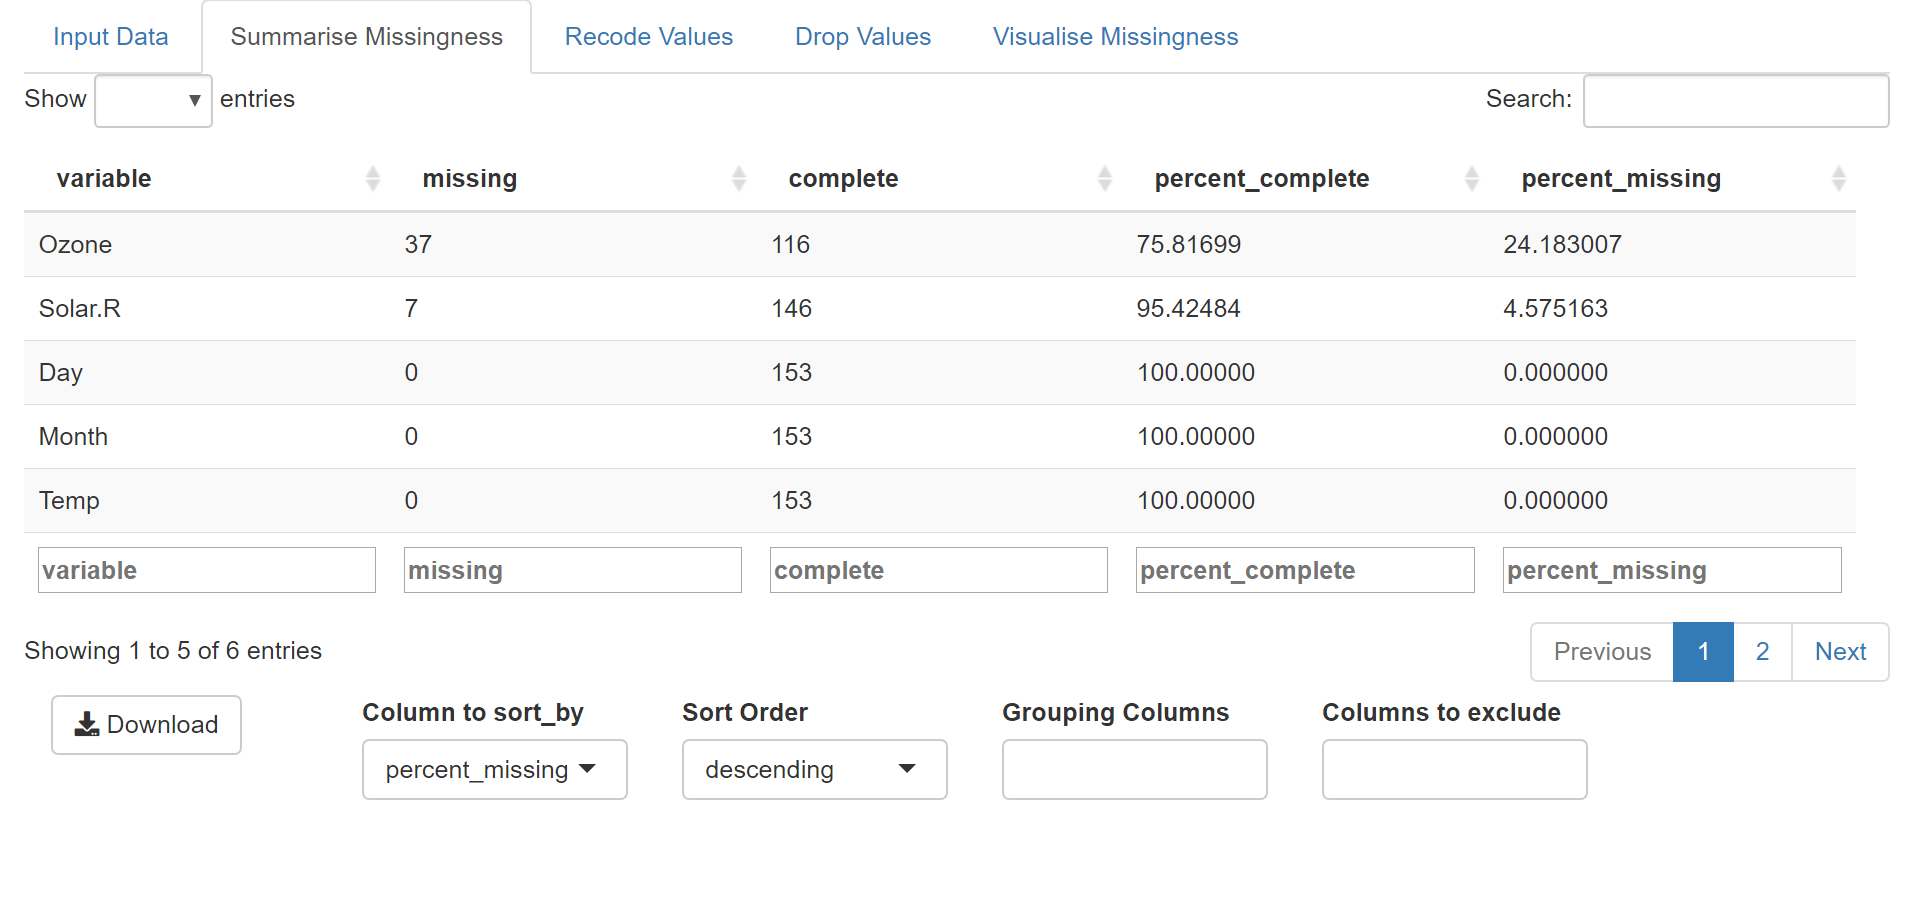 Input Data Summarise Missingness Recode Values Drop Values Visualise Missingness
Show entries Search:
variable missing complete percent_complete percent_missing
Ozone 37 116 75.81699 24.183007
Solar.R 7 146 95.42484 4.575163
Day 0 153 100.00000 0.000000
Month 0 153 100.00000 0.000000
Temp 0 153 100.00000 0.000000
variable missing complete percent_complete percent_missing
Showing 1 to 5 of 6 entries Previous 1 2 Next
Download Column to sort_by Sort Order Grouping Columns Columns to exclude
percent_missing descending